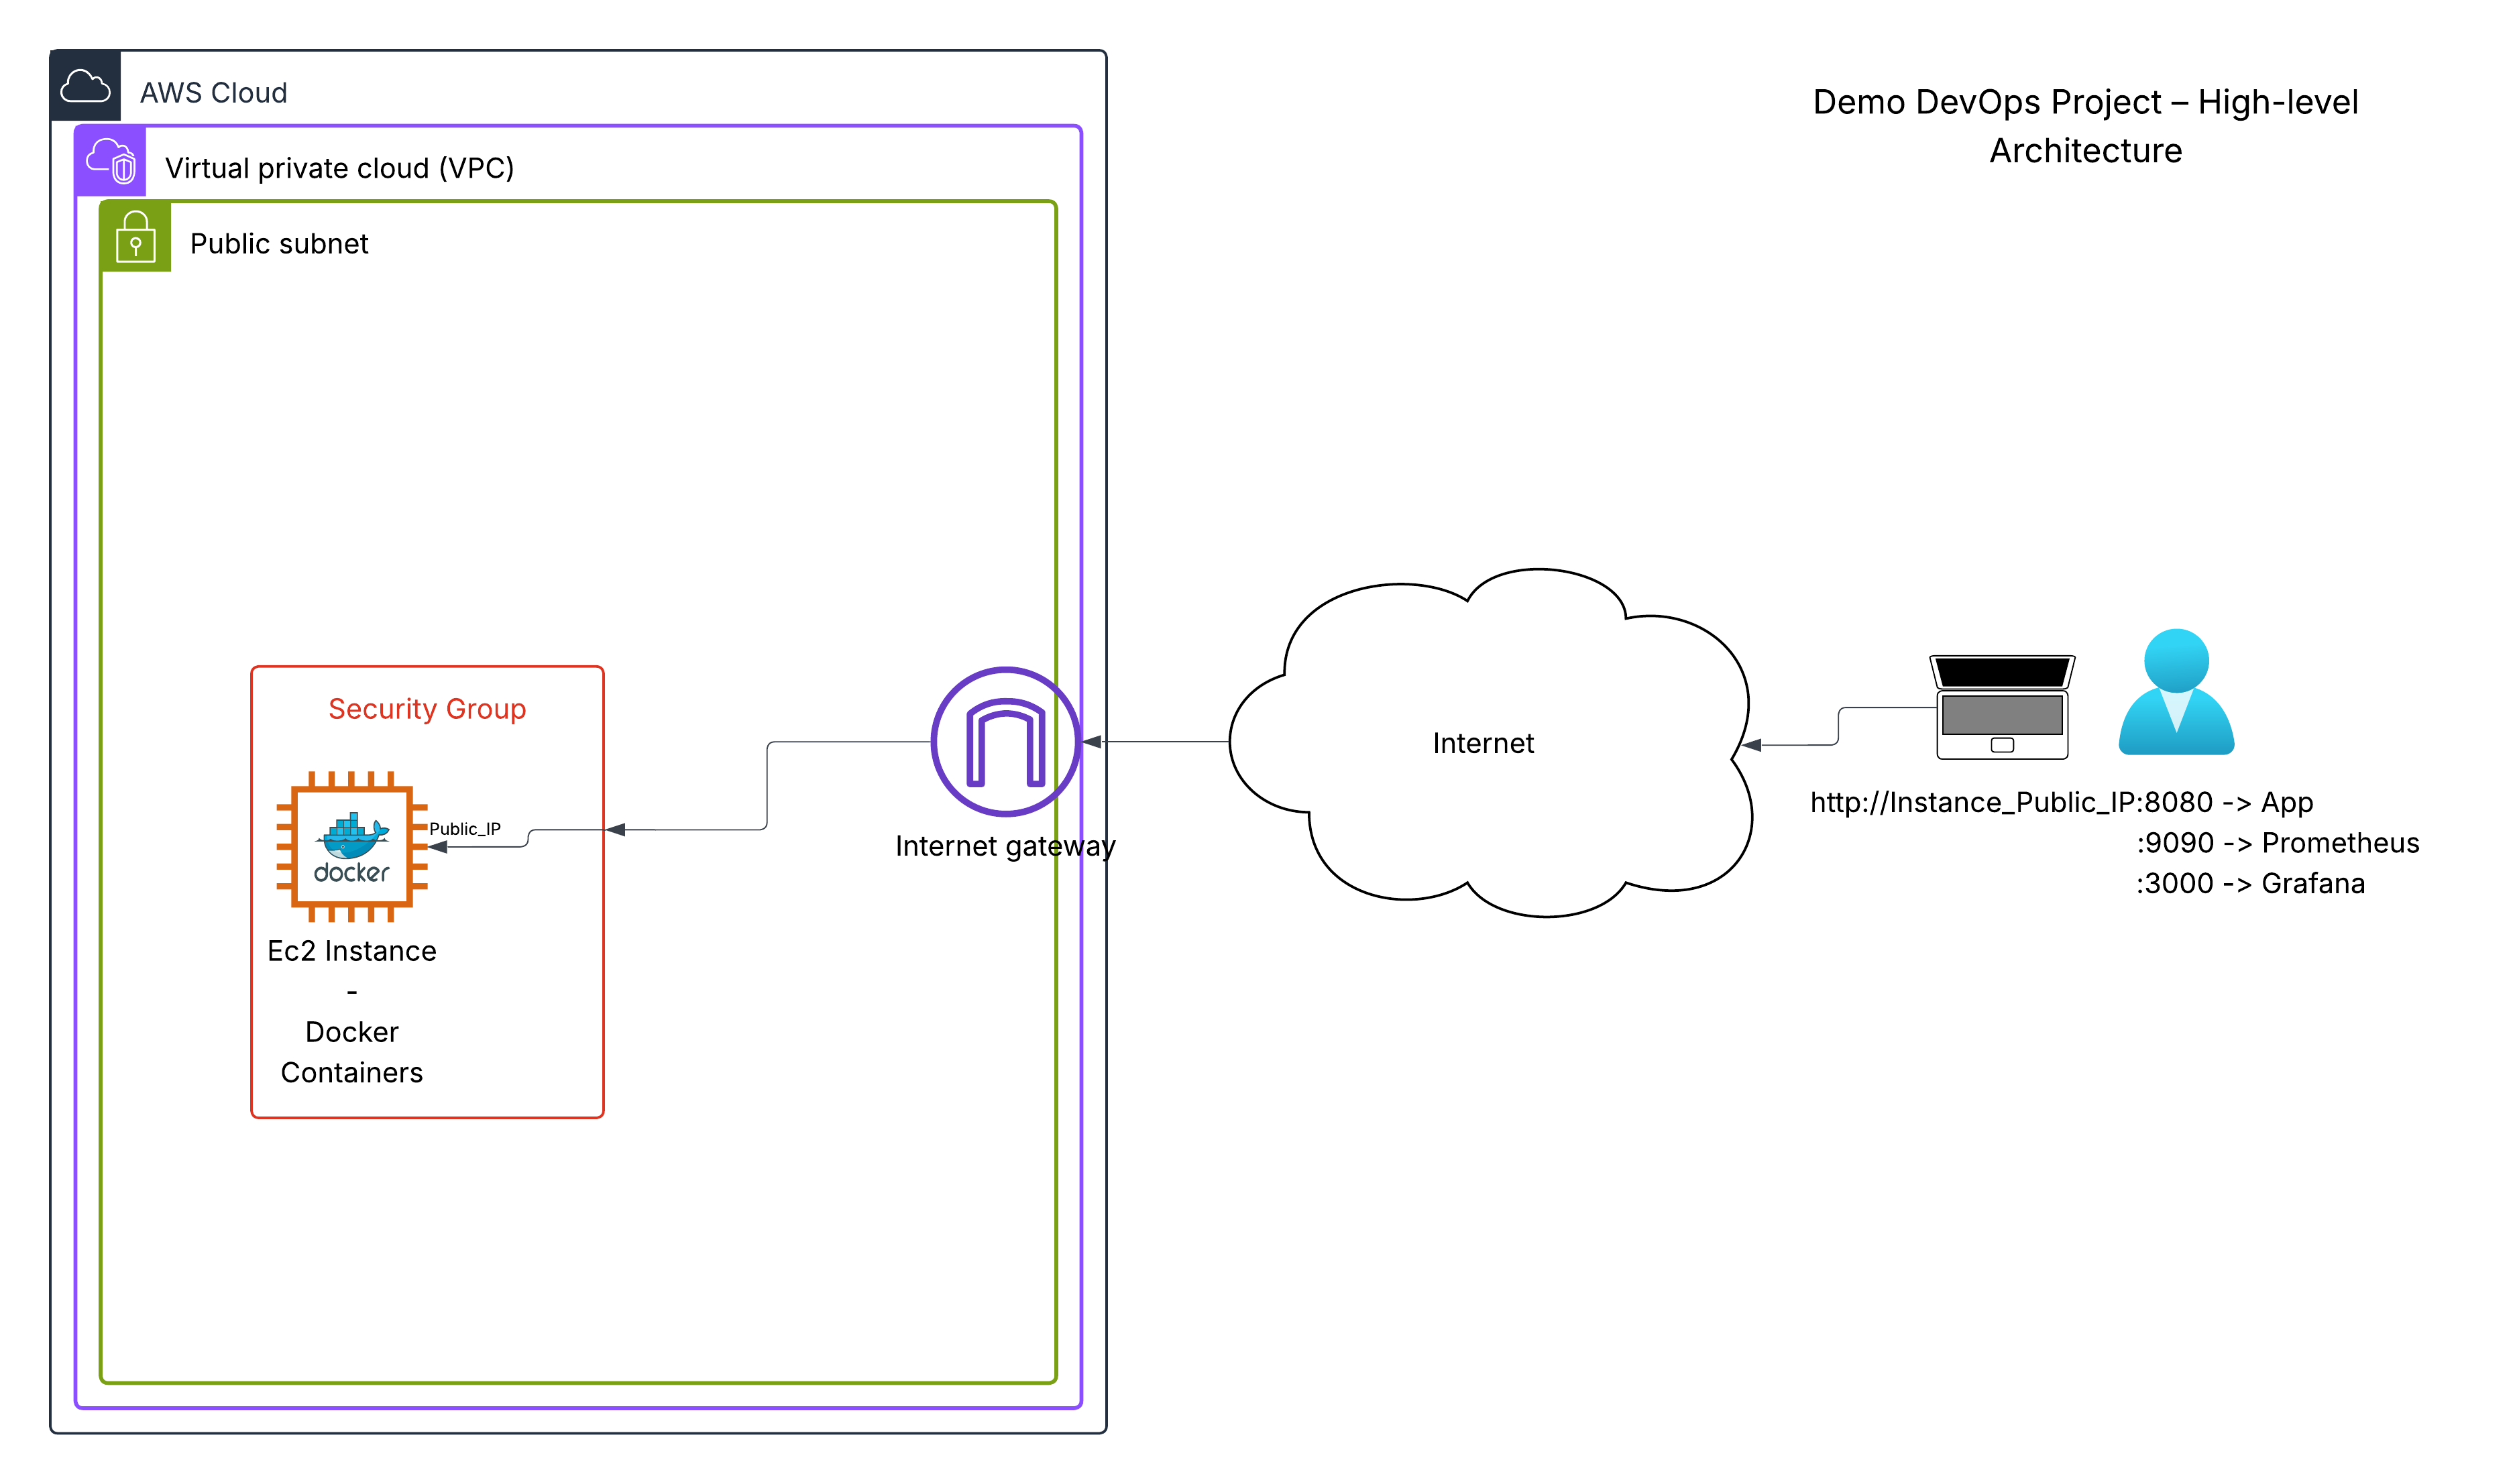 AWS Cloud
Demo DevOps Project – High-level
Architecture
Virtual private cloud (VPC)
Public subnet
Security Group
Public_IP
docker
Ec2 Instance
-
Docker
Containers
Internet gateway
Internet
http://Instance_Public_IP:8080 -> App
:9090 -> Prometheus
:3000 -> Grafana